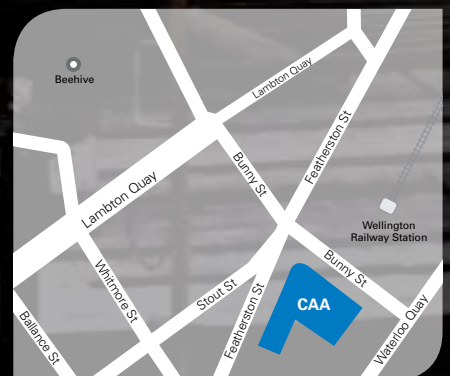 Beehive
Lambton Quay
Featherston St
Bunny St
Lambton Quay
Wellington
Railway Station
Whitmore St
Stout St
Bunny St
Featherston St
CAA
Ballance St
Waterloo Quay